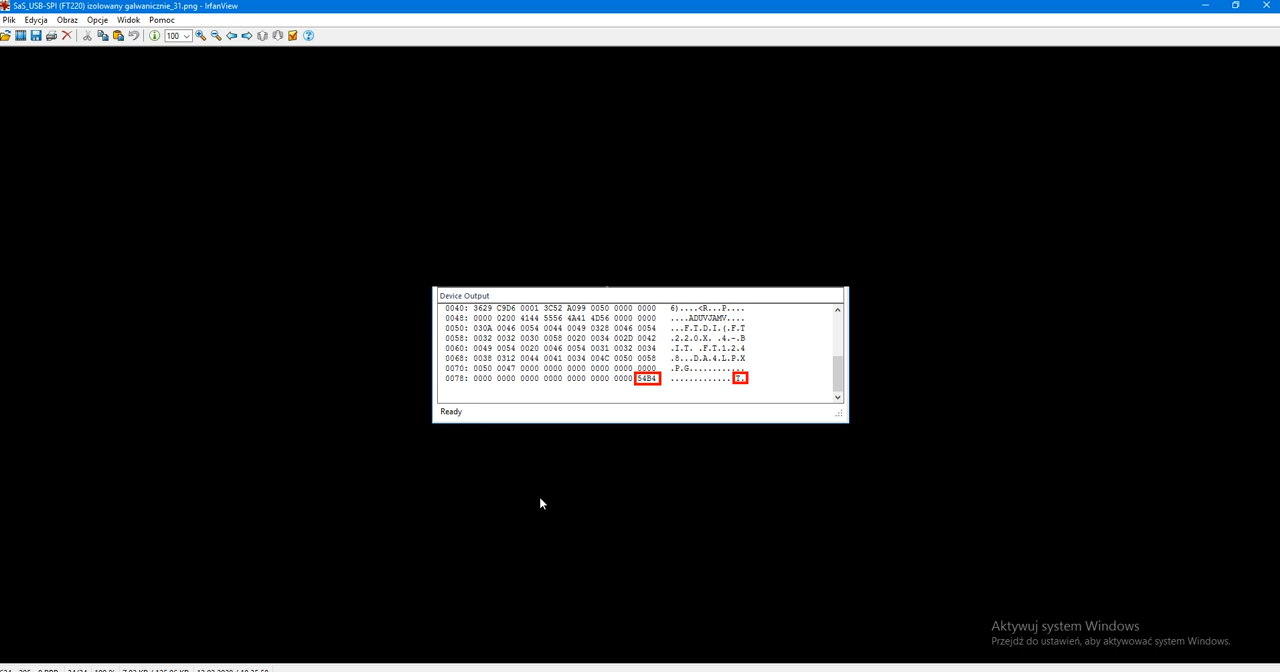 SaS_USB-SPI (FT220) izolowany galwanicznie_31.png - IrfanView
Plik Edycja Obraz Opcje Widok Pomoc
100
Device Output
0040: 3629 C9D6 0001 3C52 A099 0050 0000 0000 6)....<R...P....
0048: 0000 0200 4144 5556 4A41 4D56 0000 0000 ....ADUVJAMV....
0050: 030A 0046 0054 0044 0049 0328 0046 0054 ...F.T.D.I.(.F.T
0058: 0032 0032 0030 0058 0020 0034 002D 0042 .2.2.0.X. .4.-.B
0060: 0049 0054 0020 0046 0054 0031 0032 0034 .I.T. .F.T.1.2.4
0068: 0038 0312 0044 0041 0034 004C 0050 0058 .8...D.A.4.L.P.X
0070: 0050 0047 0000 0000 0000 0000 0000 0000 .P.G............
0078: 0000 0000 0000 0000 0000 0000 0000 54B4 ..............T.
Ready
Aktywuj system Windows
Przejdź do ustawień, aby aktywować system Windows.